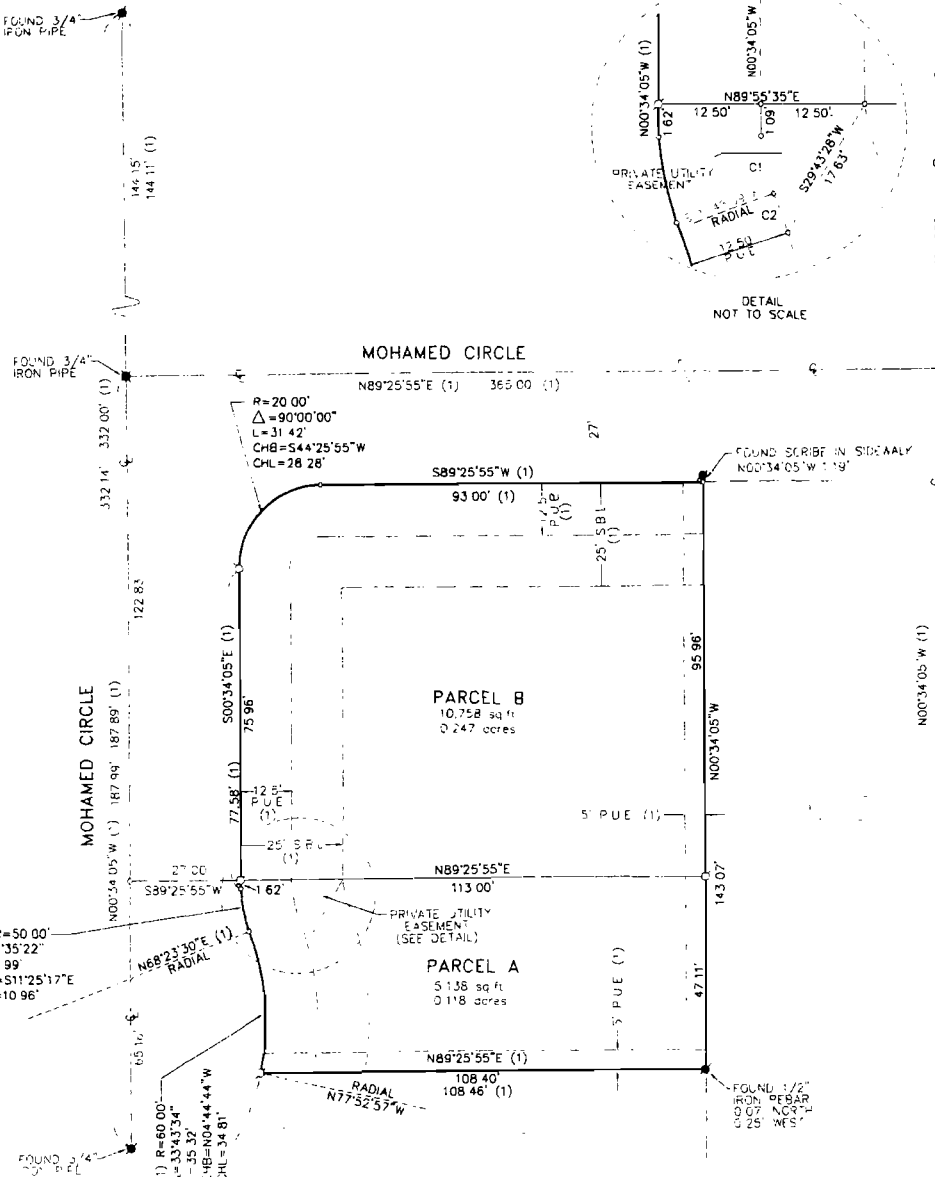 FOUND 3/4"
IRON PIPE
144.15'
144.11' (1)
N00°34'05"W (1)
1.62'
N00°34'05"W
N89°55'35"E
12.50'
12.50'
1.09'
PRIVATE UTILITY
EASEMENT
C1
S29°43'28"W
17.63'
RADIAL
C2
12.50
PUE
DETAIL
NOT TO SCALE
FOUND 3/4"
IRON PIPE
MOHAMED CIRCLE
N89°25'55"E (1) 365.00 (1)
R=20.00'
Δ=90°00'00"
L=31.42'
CHB=S44°25'55"W
CHL=28.28'
27'
FOUND SCRIBE IN SIDEWALK
N00°34'05"W 1.19'
S89°25'55"W (1)
93.00' (1)
12.5'
PUE
(1)
25' SBL
(1)
332.14' 332.00' (1)
122.83
S00°34'05"E (1)
75.96'
77.58' (1)
PARCEL B
10,758 sq ft
0.247 acres
95.96'
N00°34'05"W
N00°34'05"W (1)
MOHAMED CIRCLE
N00°34'05"W (1) 187.99' 187.89' (1)
12.5'
P.U.E
(1)
25' S.B.L
(1)
5' PUE (1)
27.00
S89°25'55"W
1.62'
N89°25'55"E
113.00'
143.07'
PRIVATE UTILITY
EASEMENT
(SEE DETAIL)
R=50.00'
35'22"
99'
S11°25'17"E
10.96'
N68°23'30"E (1)
RADIAL
PARCEL A
5,138 sq ft
0.118 acres
5' PUE (1)
47.11'
65.16'
N89°25'55"E (1)
108.40'
108.46' (1)
RADIAL
N77°52'57"W
FOUND 1/2"
IRON REBAR
0.07' NORTH
0.25' WEST
FOUND 3/4"
R=60.00'
33°43'34"
35.32'
CHB=N04°44'44"W
CHL=34.81'